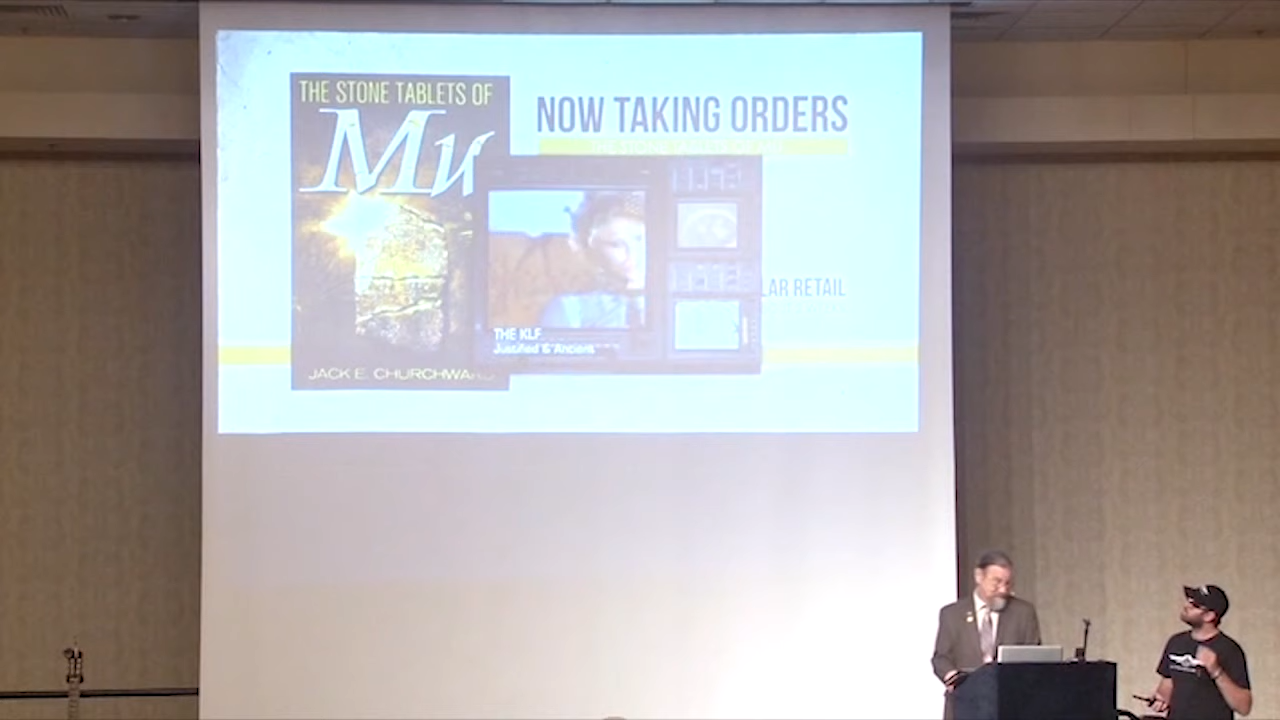 THE STONE TABLETS OF
Mu
JACK E. CHURCHWARD
NOW TAKING ORDERS
LAR RETAIL
THE KLF
Justified & Ancient